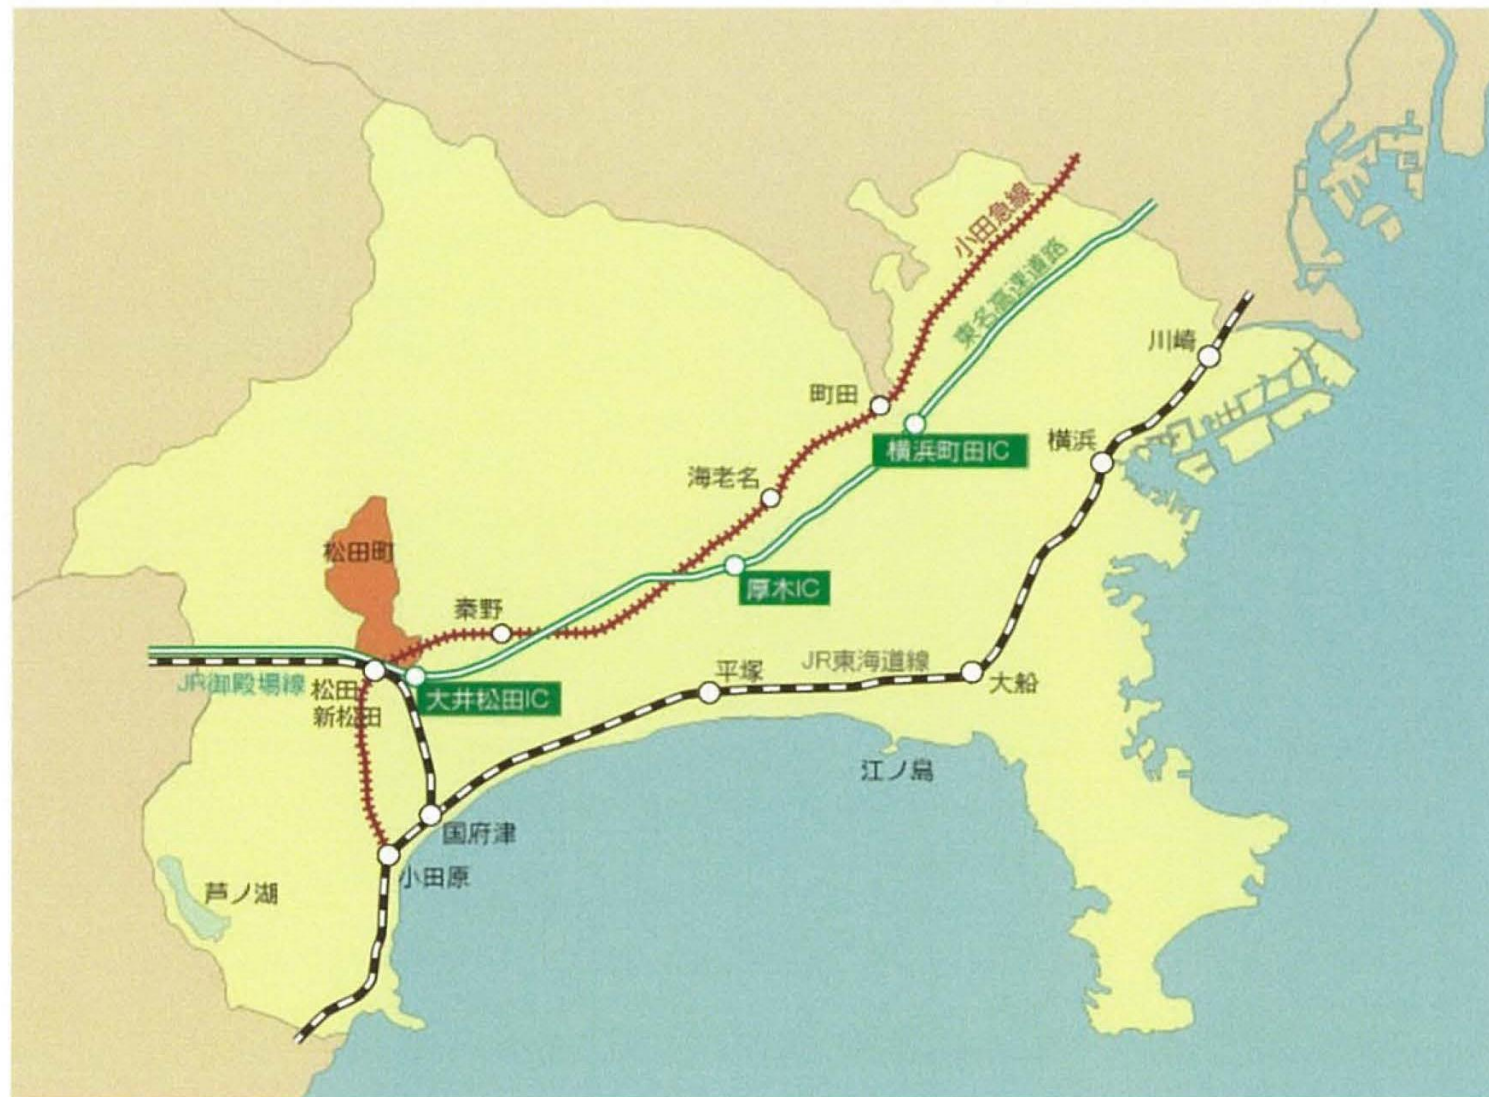 小田急線
東名高速道路
川崎
町田
横浜町田IC
横浜
海老名
松田町
厚木IC
秦野
JR御殿場線
松田
新松田
大井松田IC
平塚
JR東海道線
大船
江ノ島
国府津
小田原
芦ノ湖